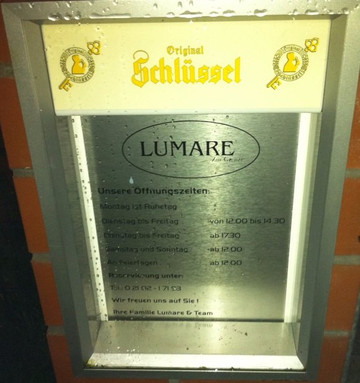 Original
Schlüssel
LUMARE
Unsere Öffnungszeiten:
Montag ist Ruhetag
Dienstag bis Freitag von 12.00 bis 14.30
Dienstag bis Freitag ab 17.30
Samstag und Sonntag ab 12.00
An Feiertagen ab 12.00
unter:
Wir freuen uns auf Sie !
Ihre Familie Lumare & Team